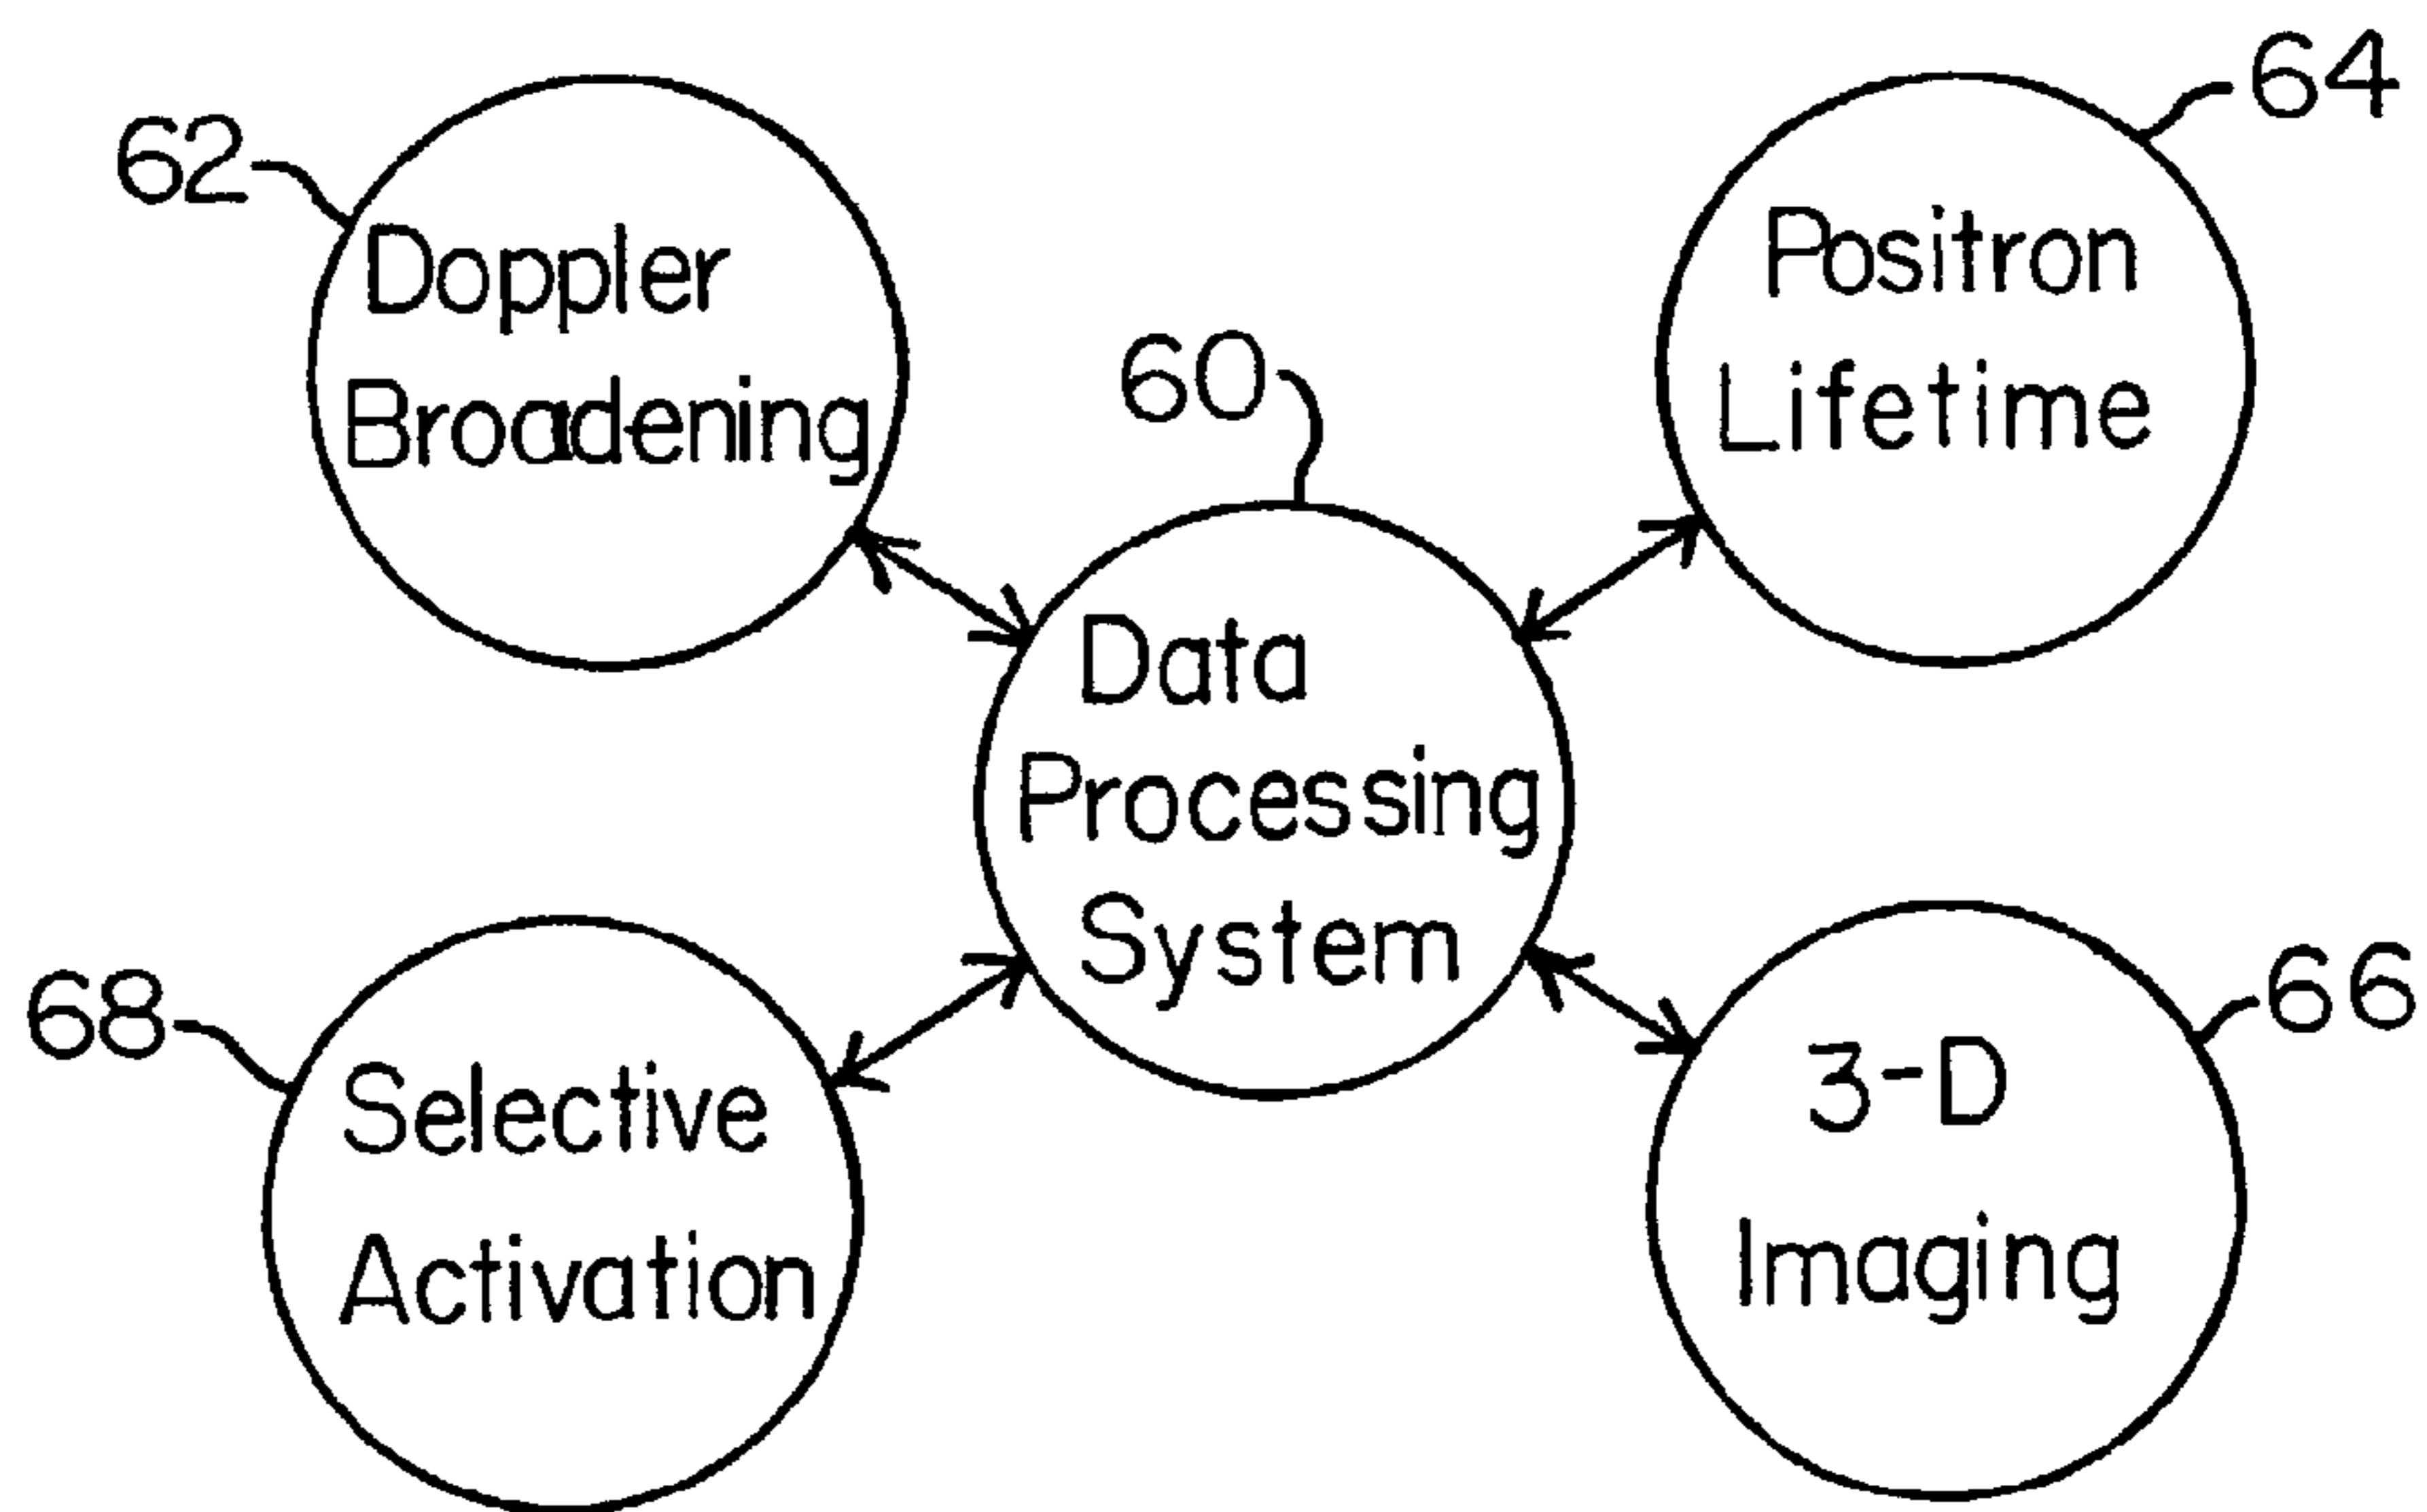 62
Doppler
Broadening
64
Positron
Lifetime
60
Data
Processing
System
68
Selective
Activation
66
3-D
Imaging